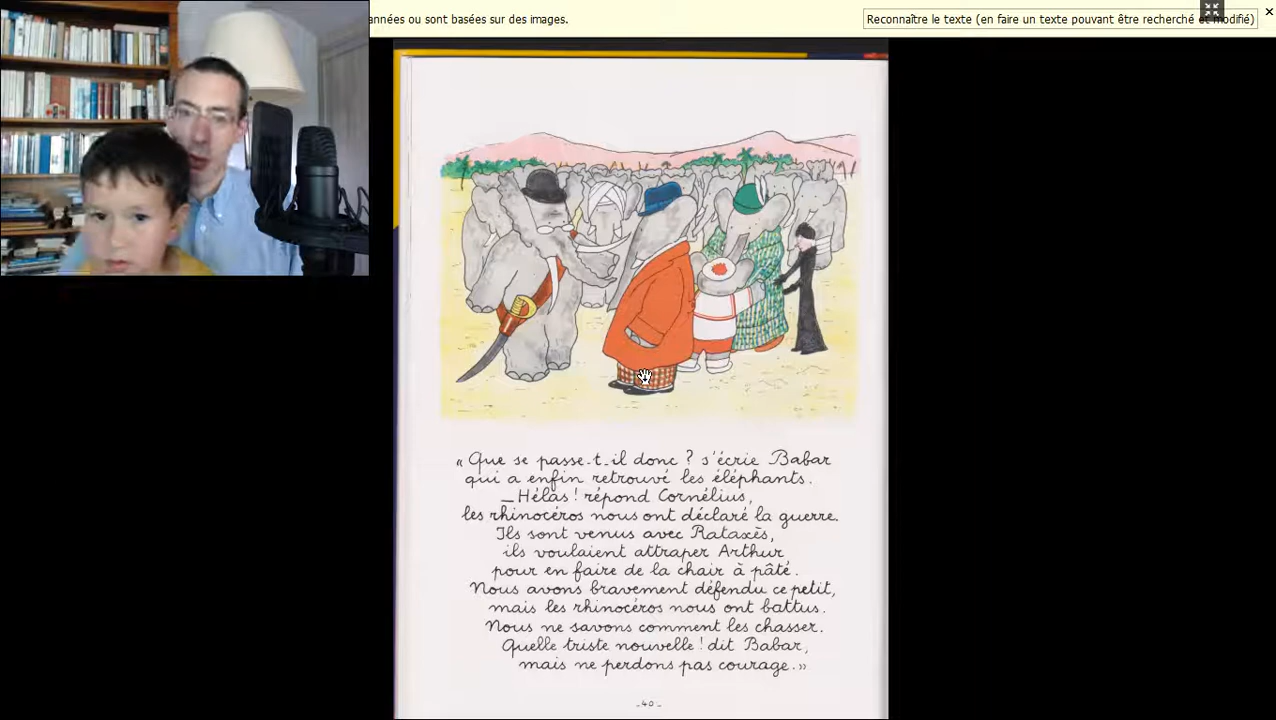 années ou sont basées sur des images.
Reconnaître le texte (en faire un texte pouvant être recherché et modifié)
« Que se passe-t-il donc ? s'écrie Babar
qui a enfin retrouvé les éléphants.
— Hélas ! répond Cornélius,
les rhinocéros nous ont déclaré la guerre.
Ils sont venus avec Rataxès,
ils voulaient attraper Arthur
pour en faire de la chair à pâté.
Nous avons bravement défendu ce petit,
mais les rhinocéros nous ont battus.
Nous ne savons comment les chasser.
Quelle triste nouvelle ! dit Babar,
mais ne perdons pas courage. »
_40_